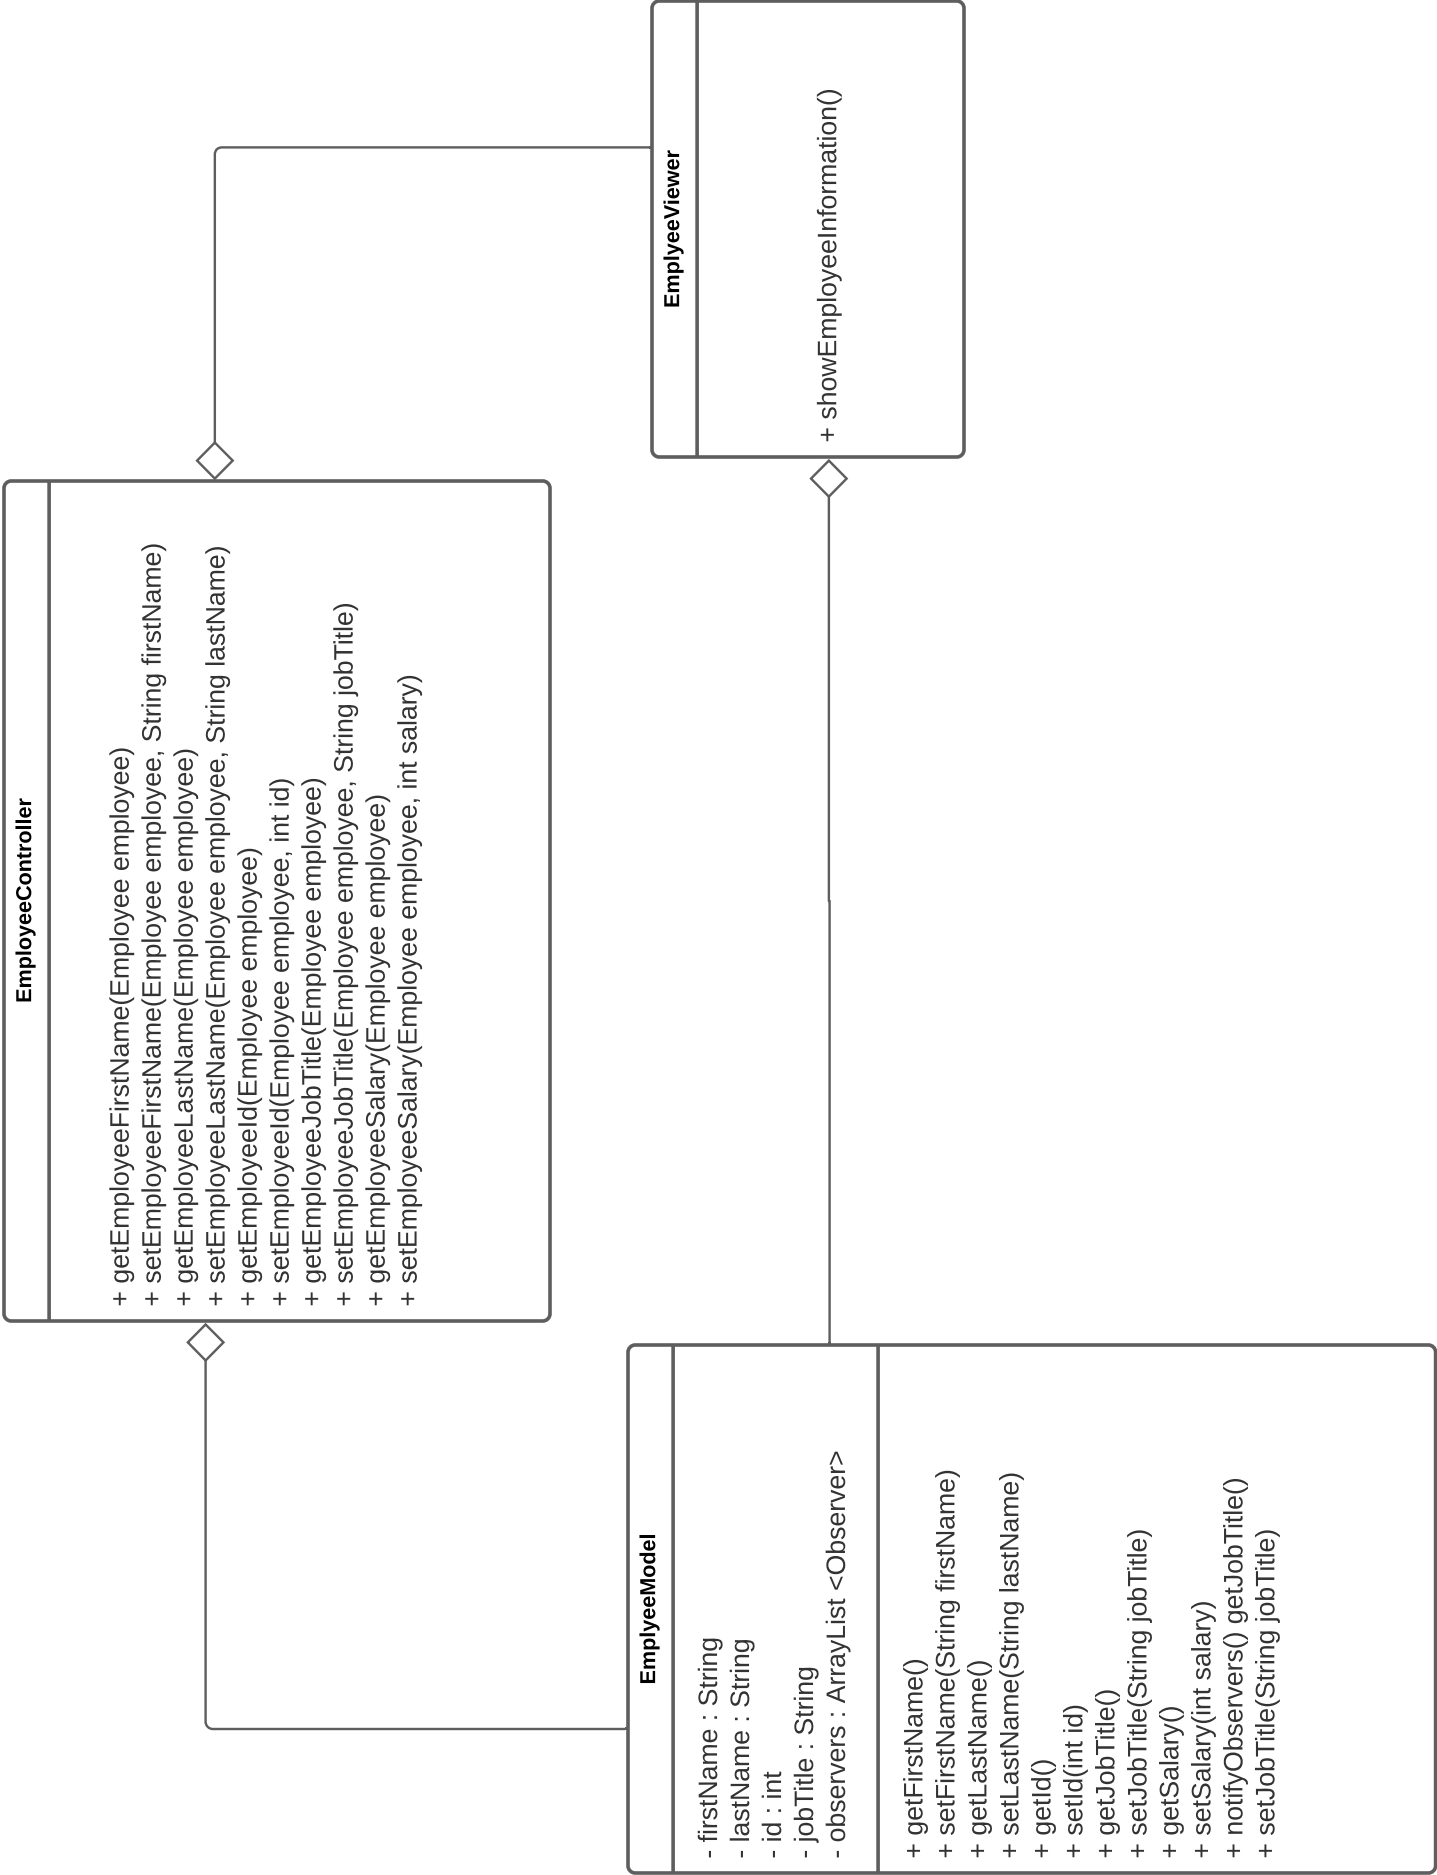 EmployeeController
+ getEmployeeFirstName(Employee employee)
+ setEmployeeFirstName(Employee employee, String firstName)
+ getEmployeeLastName(Employee employee)
+ setEmployeeLastName(Employee employee, String lastName)
+ getEmployeeId(Employee employee)
+ setEmployeeId(Employee employee, int id)
+ getEmployeeJobTitle(Employee employee)
+ setEmployeeJobTitle(Employee employee, String jobTitle)
+ getEmployeeSalary(Employee employee)
+ setEmployeeSalary(Employee employee, int salary)
EmplyeeModel
- firstName : String
- lastName : String
- id : int
- jobTitle : String
- observers : ArrayList <Observer>
+ getFirstName()
+ setFirstName(String firstName)
+ getLastName()
+ setLastName(String lastName)
+ getId()
+ setId(int id)
+ getJobTitle()
+ setJobTitle(String jobTitle)
+ getSalary()
+ setSalary(int salary)
+ notifyObservers() getJobTitle()
+ setJobTitle(String jobTitle)
EmplyeeViewer
+ showEmployeeInformation()